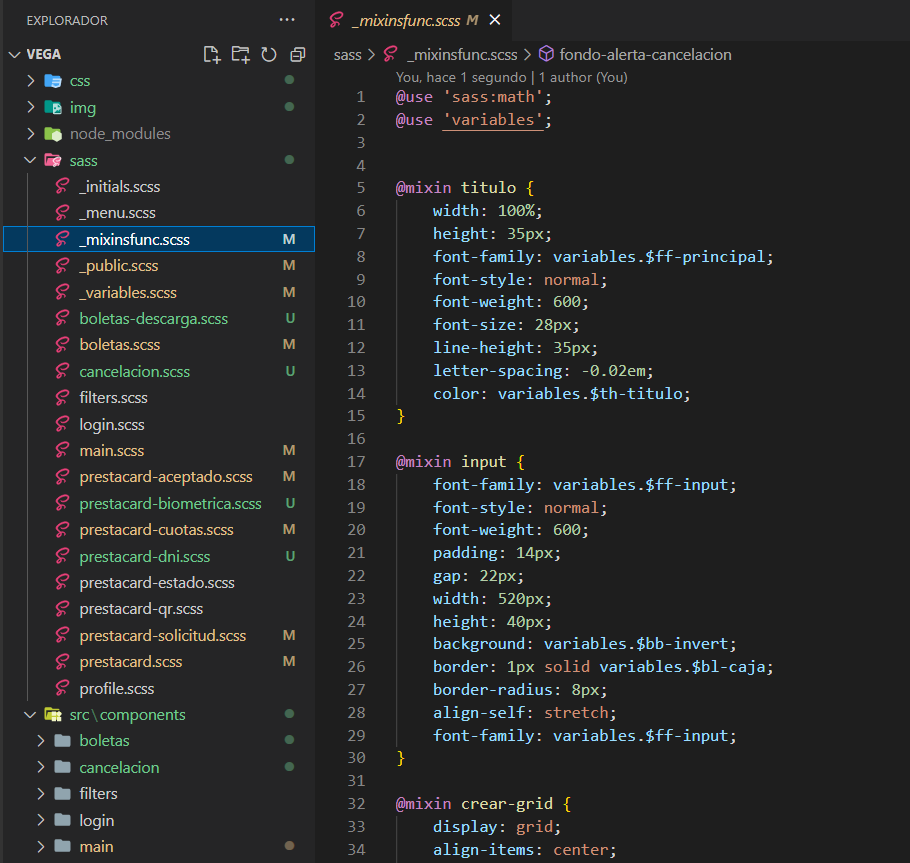 EXPLORADOR ···
VEGA
css
img
node_modules
sass
_initials.scss
_menu.scss
_mixinsfunc.scss M
_public.scss M
_variables.scss M
boletas-descarga.scss U
boletas.scss M
cancelacion.scss U
filters.scss
login.scss
main.scss M
prestacard-aceptado.scss M
prestacard-biometrica.scss U
prestacard-cuotas.scss M
prestacard-dni.scss U
prestacard-estado.scss
prestacard-qr.scss
prestacard-solicitud.scss M
prestacard.scss M
profile.scss
src\components
boletas
cancelacion
filters
login
main
_mixinsfunc.scss M
sass > _mixinsfunc.scss > fondo-alerta-cancelacion
You, hace 1 segundo | 1 author (You)
1 @use 'sass:math';
2 @use 'variables';
3
4
5 @mixin titulo {
6 width: 100%;
7 height: 35px;
8 font-family: variables.$ff-principal;
9 font-style: normal;
10 font-weight: 600;
11 font-size: 28px;
12 line-height: 35px;
13 letter-spacing: -0.02em;
14 color: variables.$th-titulo;
15 }
16
17 @mixin input {
18 font-family: variables.$ff-input;
19 font-style: normal;
20 font-weight: 600;
21 padding: 14px;
22 gap: 22px;
23 width: 520px;
24 height: 40px;
25 background: variables.$bb-invert;
26 border: 1px solid variables.$bl-caja;
27 border-radius: 8px;
28 align-self: stretch;
29 font-family: variables.$ff-input;
30 }
31
32 @mixin crear-grid {
33 display: grid;
34 align-items: center;